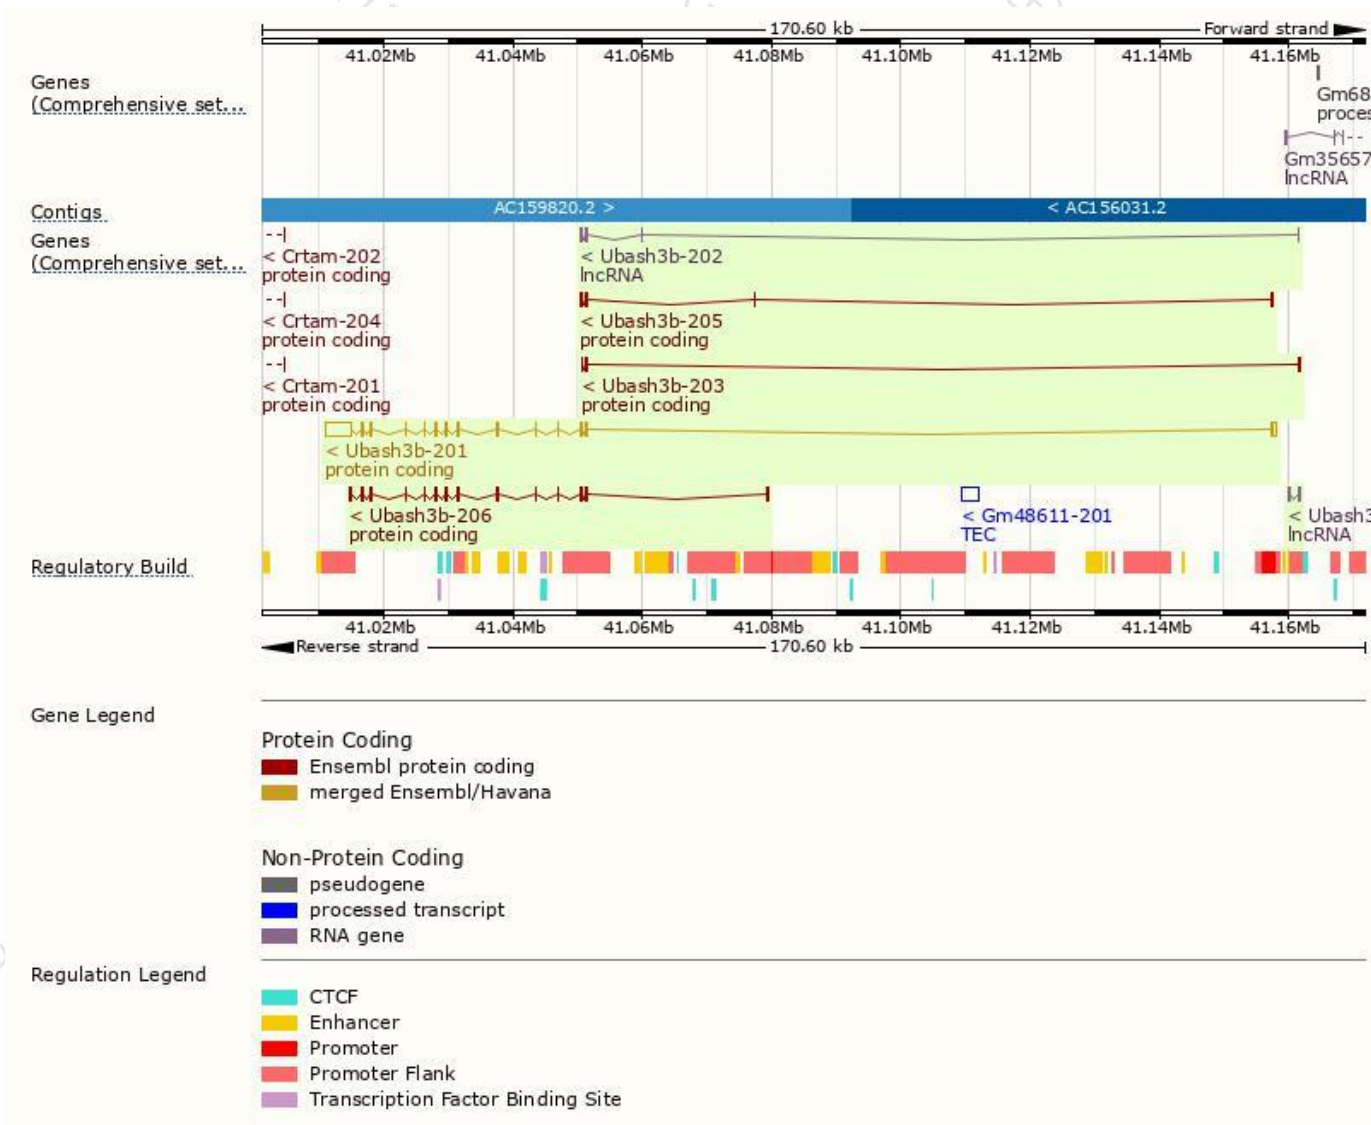 170.60 kb Forward strand
41.02Mb 41.04Mb 41.06Mb 41.08Mb 41.10Mb 41.12Mb 41.14Mb 41.16Mb
Genes
(Comprehensive set...
Gm68
proces
Gm35657
lncRNA
Contigs
AC159820.2 > < AC156031.2
Genes
(Comprehensive set...
< Crtam-202 < Ubash3b-202
protein coding lncRNA
< Crtam-204 < Ubash3b-205
protein coding protein coding
< Crtam-201 < Ubash3b-203
protein coding protein coding
< Ubash3b-201
protein coding
< Ubash3b-206 < Gm48611-201 < Ubash3
protein coding TEC lncRNA
Regulatory Build
41.02Mb 41.04Mb 41.06Mb 41.08Mb 41.10Mb 41.12Mb 41.14Mb 41.16Mb
Reverse strand 170.60 kb
Gene Legend
Protein Coding
Ensembl protein coding
merged Ensembl/Havana
Non-Protein Coding
pseudogene
processed transcript
RNA gene
Regulation Legend
CTCF
Enhancer
Promoter
Promoter Flank
Transcription Factor Binding Site